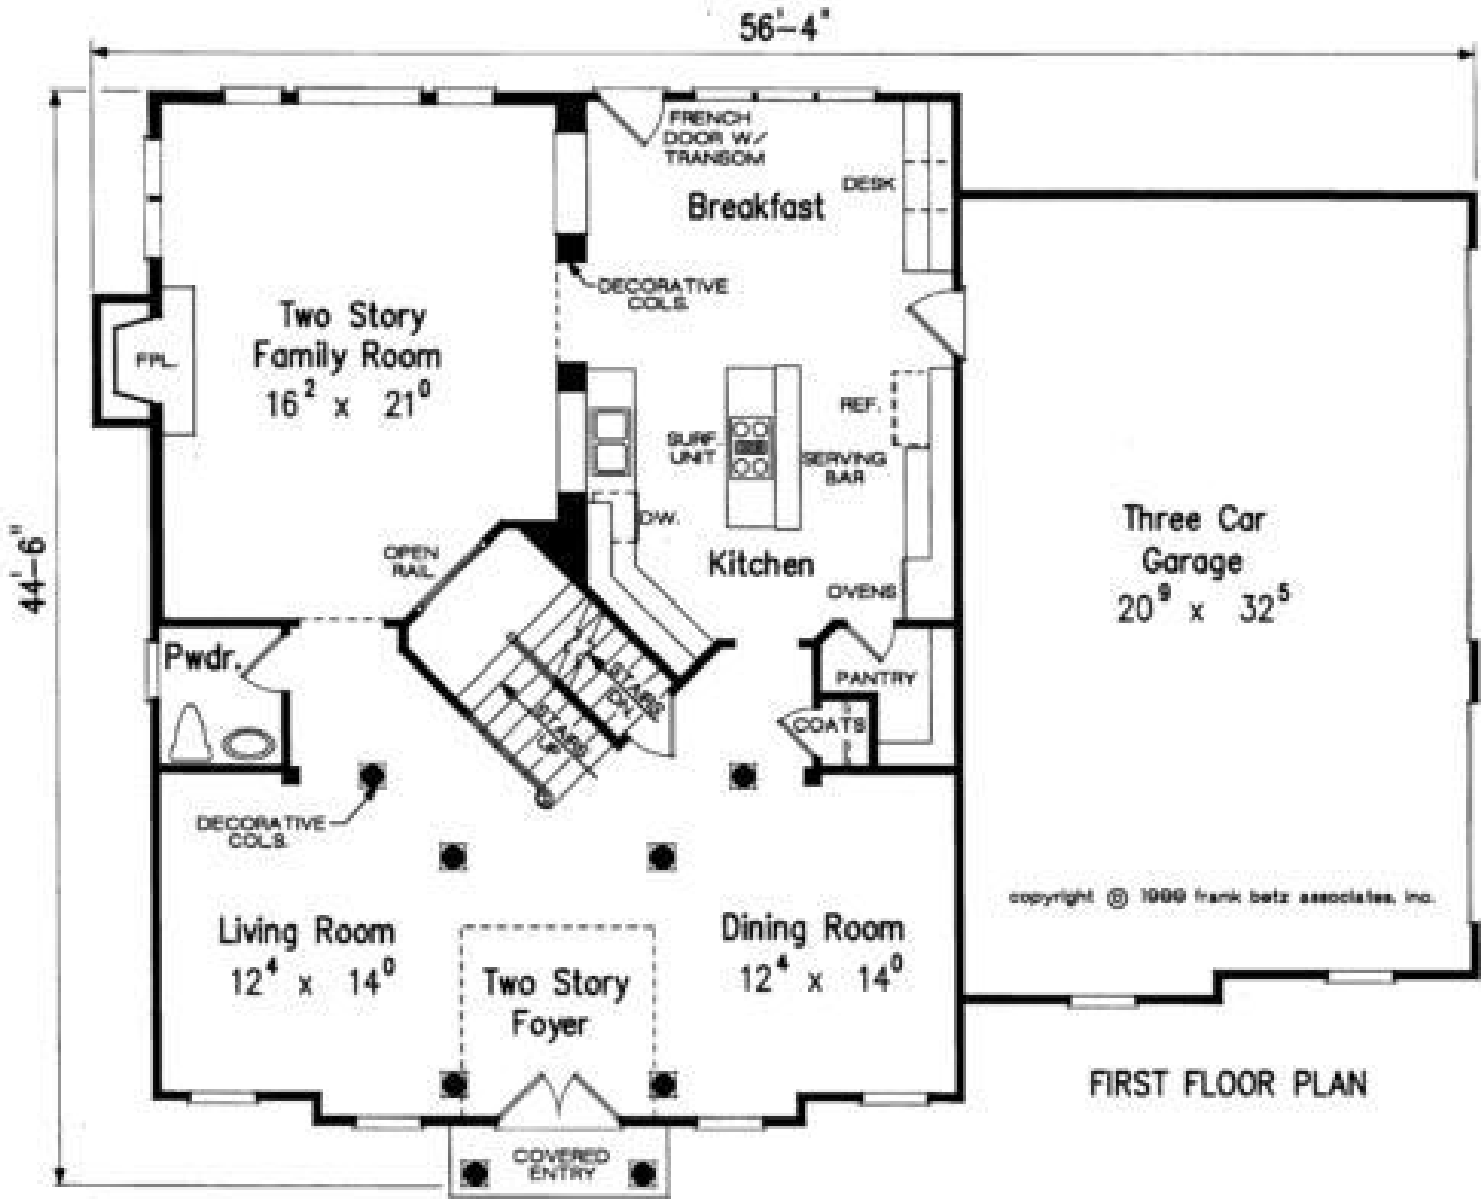 56'-4"
44'-6"
FRENCH
DOOR W/
TRANSOM
DESK
Breakfast
DECORATIVE
COLS.
Two Story
Family Room
16² x 21⁰
FPL.
REF.
SURF.
UNIT
SERVING
BAR
DW.
Kitchen
OVENS
OPEN
RAIL
Three Car
Garage
20⁹ x 32⁵
Pwdr.
PANTRY
COATS
STAIRS
DN.
STAIRS
UP
DECORATIVE
COLS.
Living Room
12⁴ x 14⁰
Two Story
Foyer
Dining Room
12⁴ x 14⁰
copyright © 1999 frank betz associates, inc.
FIRST FLOOR PLAN
COVERED
ENTRY